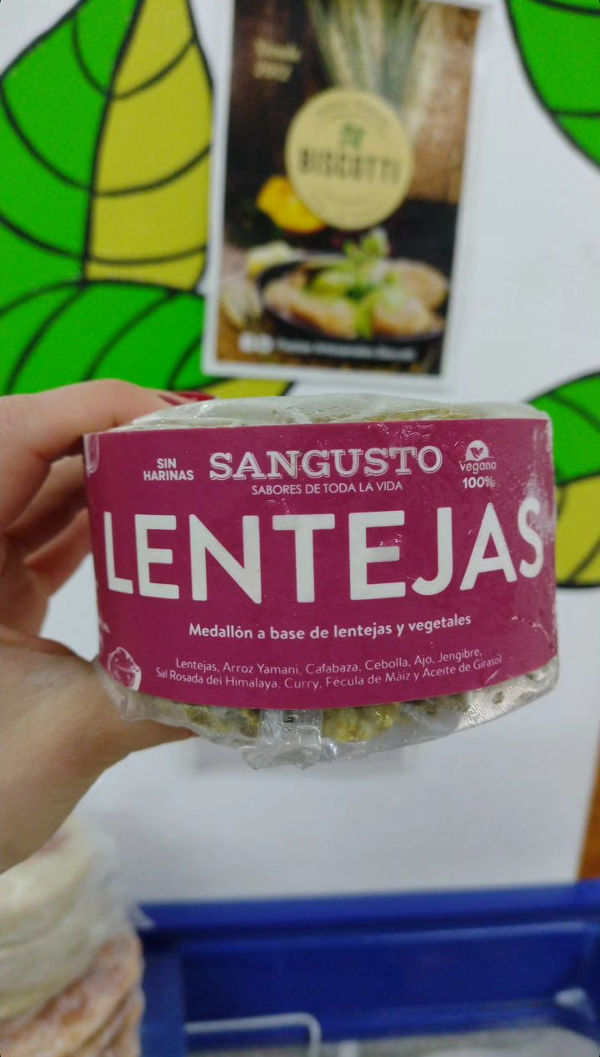 BISCOTTI
SIN
HARINAS
SANGUSTO
SABORES DE TODA LA VIDA
vegano
100%
LENTEJAS
Medallón a base de lentejas y vegetales
Lentejas, Arroz Yamani, Calabaza, Cebolla, Ajo, Jengibre,
Sal Rosada del Himalaya, Curry, Fécula de Maíz y Aceite de Girasol